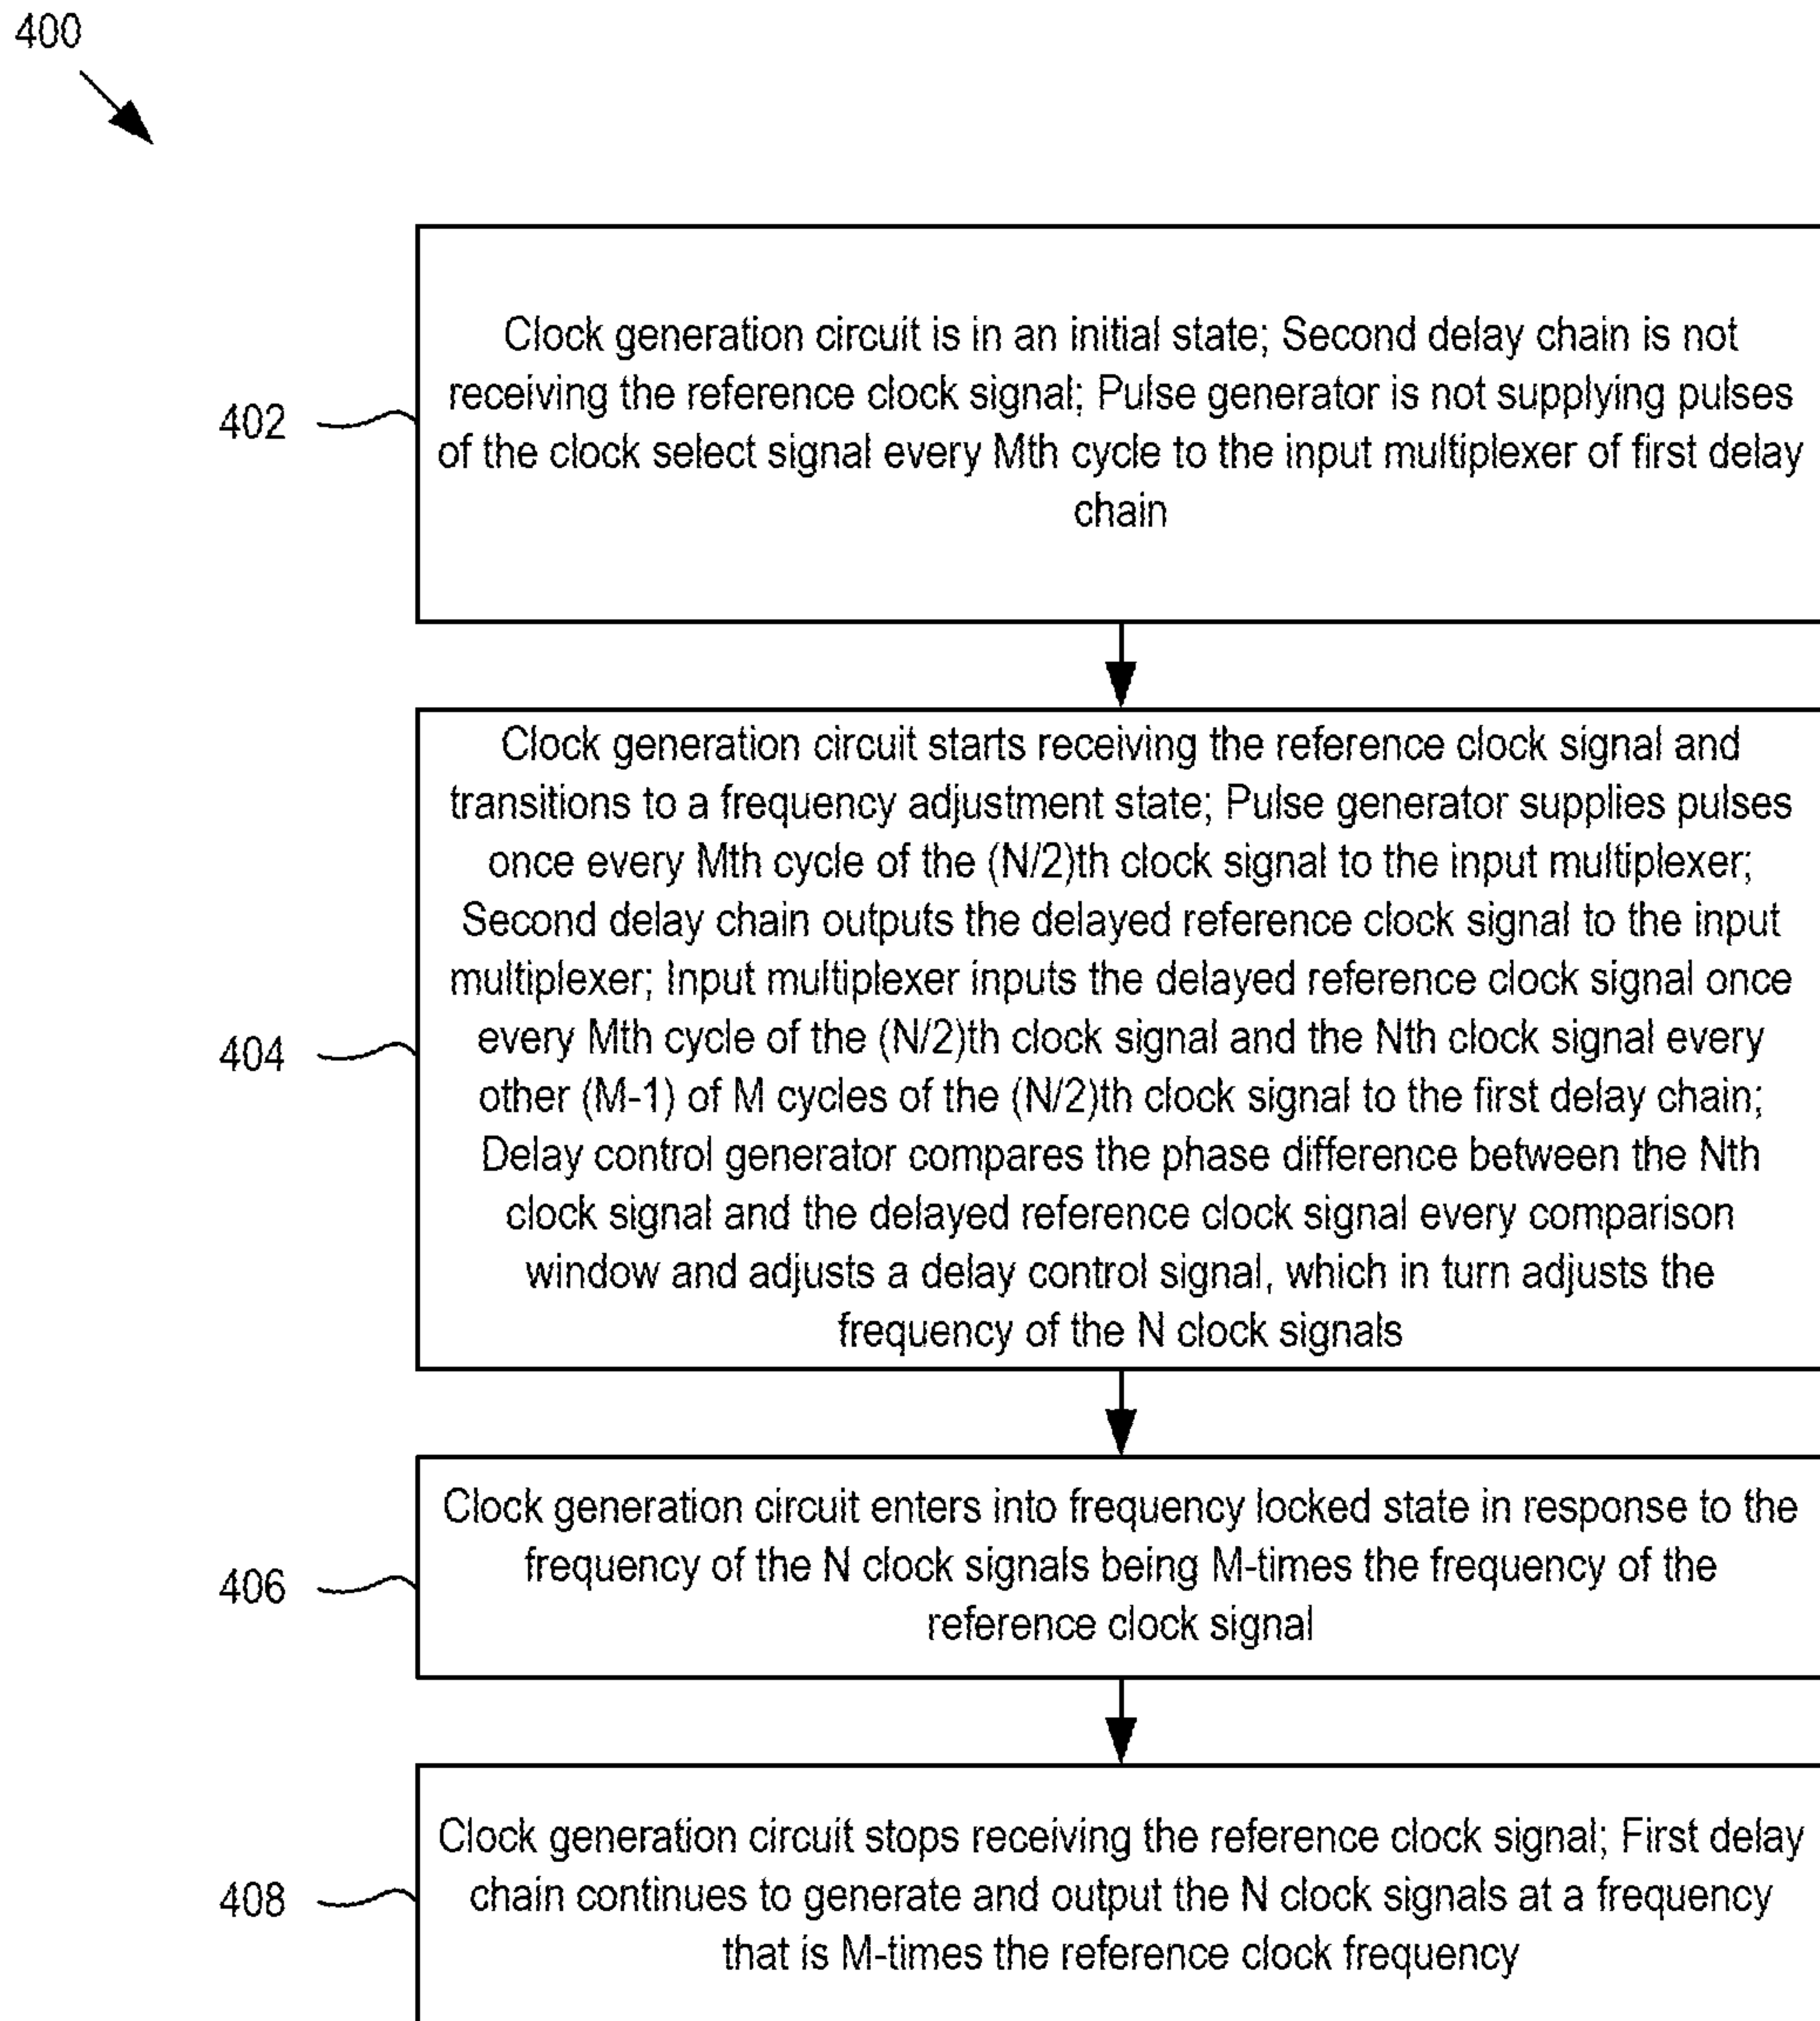 400
402
Clock generation circuit is in an initial state; Second delay chain is not
receiving the reference clock signal; Pulse generator is not supplying pulses
of the clock select signal every Mth cycle to the input multiplexer of first delay
chain
404
Clock generation circuit starts receiving the reference clock signal and
transitions to a frequency adjustment state; Pulse generator supplies pulses
once every Mth cycle of the (N/2)th clock signal to the input multiplexer;
Second delay chain outputs the delayed reference clock signal to the input
multiplexer; Input multiplexer inputs the delayed reference clock signal once
every Mth cycle of the (N/2)th clock signal and the Nth clock signal every
other (M-1) of M cycles of the (N/2)th clock signal to the first delay chain;
Delay control generator compares the phase difference between the Nth
clock signal and the delayed reference clock signal every comparison
window and adjusts a delay control signal, which in turn adjusts the
frequency of the N clock signals
406
Clock generation circuit enters into frequency locked state in response to the
frequency of the N clock signals being M-times the frequency of the
reference clock signal
408
Clock generation circuit stops receiving the reference clock signal; First delay
chain continues to generate and output the N clock signals at a frequency
that is M-times the reference clock frequency